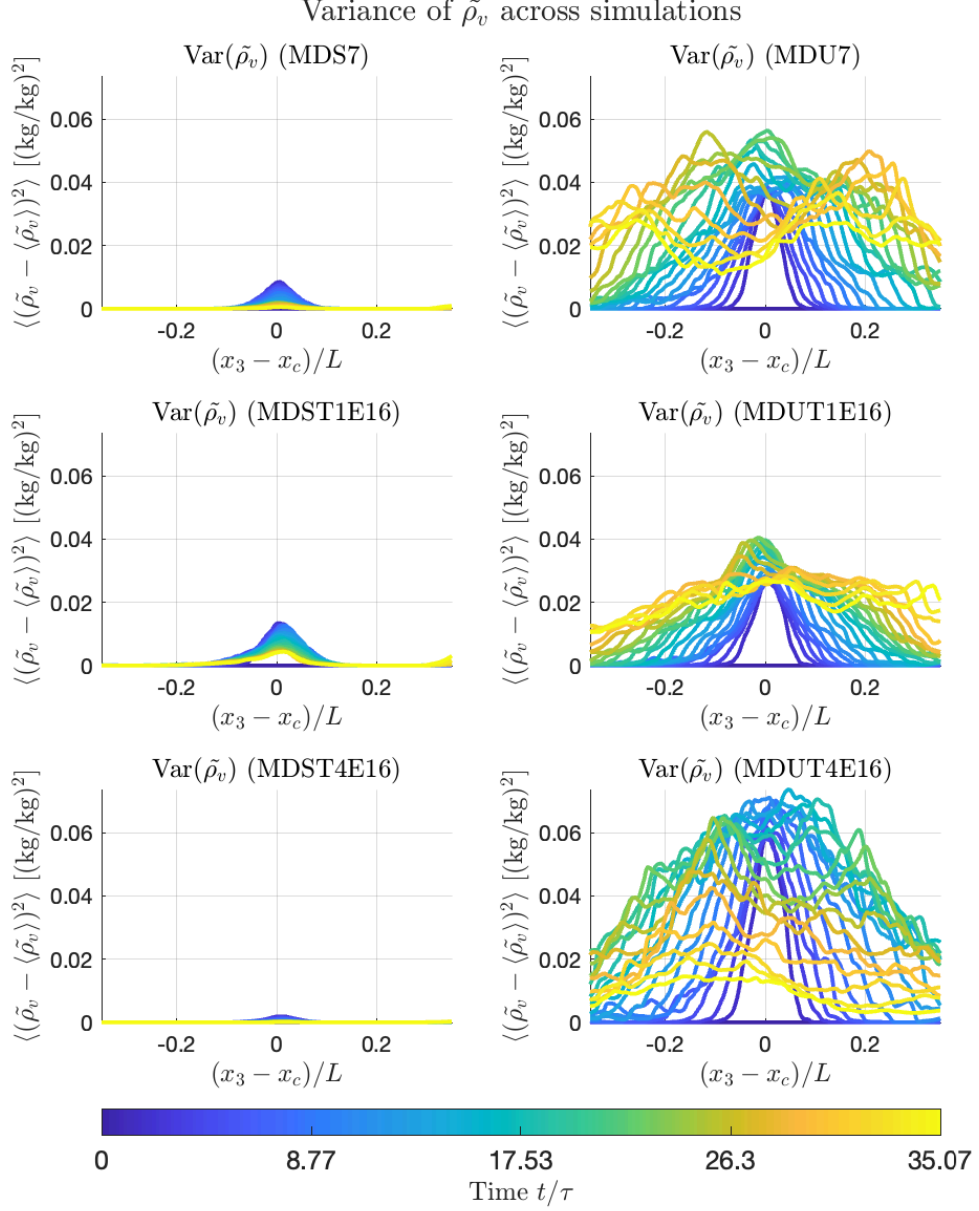 Variance of ρ̃_v across simulations
Var(ρ̃_v) (MDS7)
⟨(ρ̃_v − ⟨ρ̃_v⟩)²⟩ [(kg/kg)²]
0.06
0.04
0.02
0
-0.2 0 0.2
(x₃ − x_c)/L
Var(ρ̃_v) (MDU7)
⟨(ρ̃_v − ⟨ρ̃_v⟩)²⟩ [(kg/kg)²]
0.06
0.04
0.02
0
-0.2 0 0.2
(x₃ − x_c)/L
Var(ρ̃_v) (MDST1E16)
⟨(ρ̃_v − ⟨ρ̃_v⟩)²⟩ [(kg/kg)²]
0.06
0.04
0.02
0
-0.2 0 0.2
(x₃ − x_c)/L
Var(ρ̃_v) (MDUT1E16)
⟨(ρ̃_v − ⟨ρ̃_v⟩)²⟩ [(kg/kg)²]
0.06
0.04
0.02
0
-0.2 0 0.2
(x₃ − x_c)/L
Var(ρ̃_v) (MDST4E16)
⟨(ρ̃_v − ⟨ρ̃_v⟩)²⟩ [(kg/kg)²]
0.06
0.04
0.02
0
-0.2 0 0.2
(x₃ − x_c)/L
Var(ρ̃_v) (MDUT4E16)
⟨(ρ̃_v − ⟨ρ̃_v⟩)²⟩ [(kg/kg)²]
0.06
0.04
0.02
0
-0.2 0 0.2
(x₃ − x_c)/L
0 8.77 17.53 26.3 35.07
Time t/τ